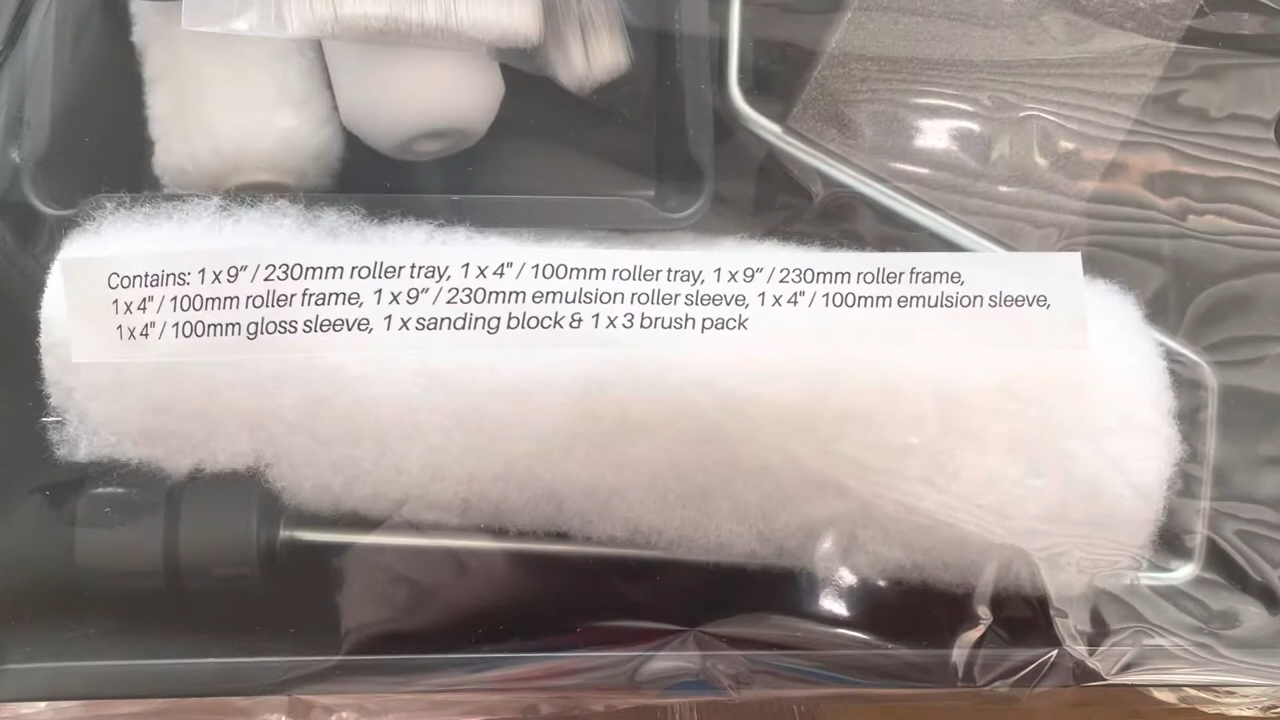 Contains: 1 x 9″ / 230mm roller tray, 1 x 4" / 100mm roller tray, 1 x 9″ / 230mm roller frame,
1 x 4" / 100mm roller frame, 1 x 9″ / 230mm emulsion roller sleeve, 1 x 4" / 100mm emulsion sleeve,
1 x 4" / 100mm gloss sleeve, 1 x sanding block & 1 x 3 brush pack